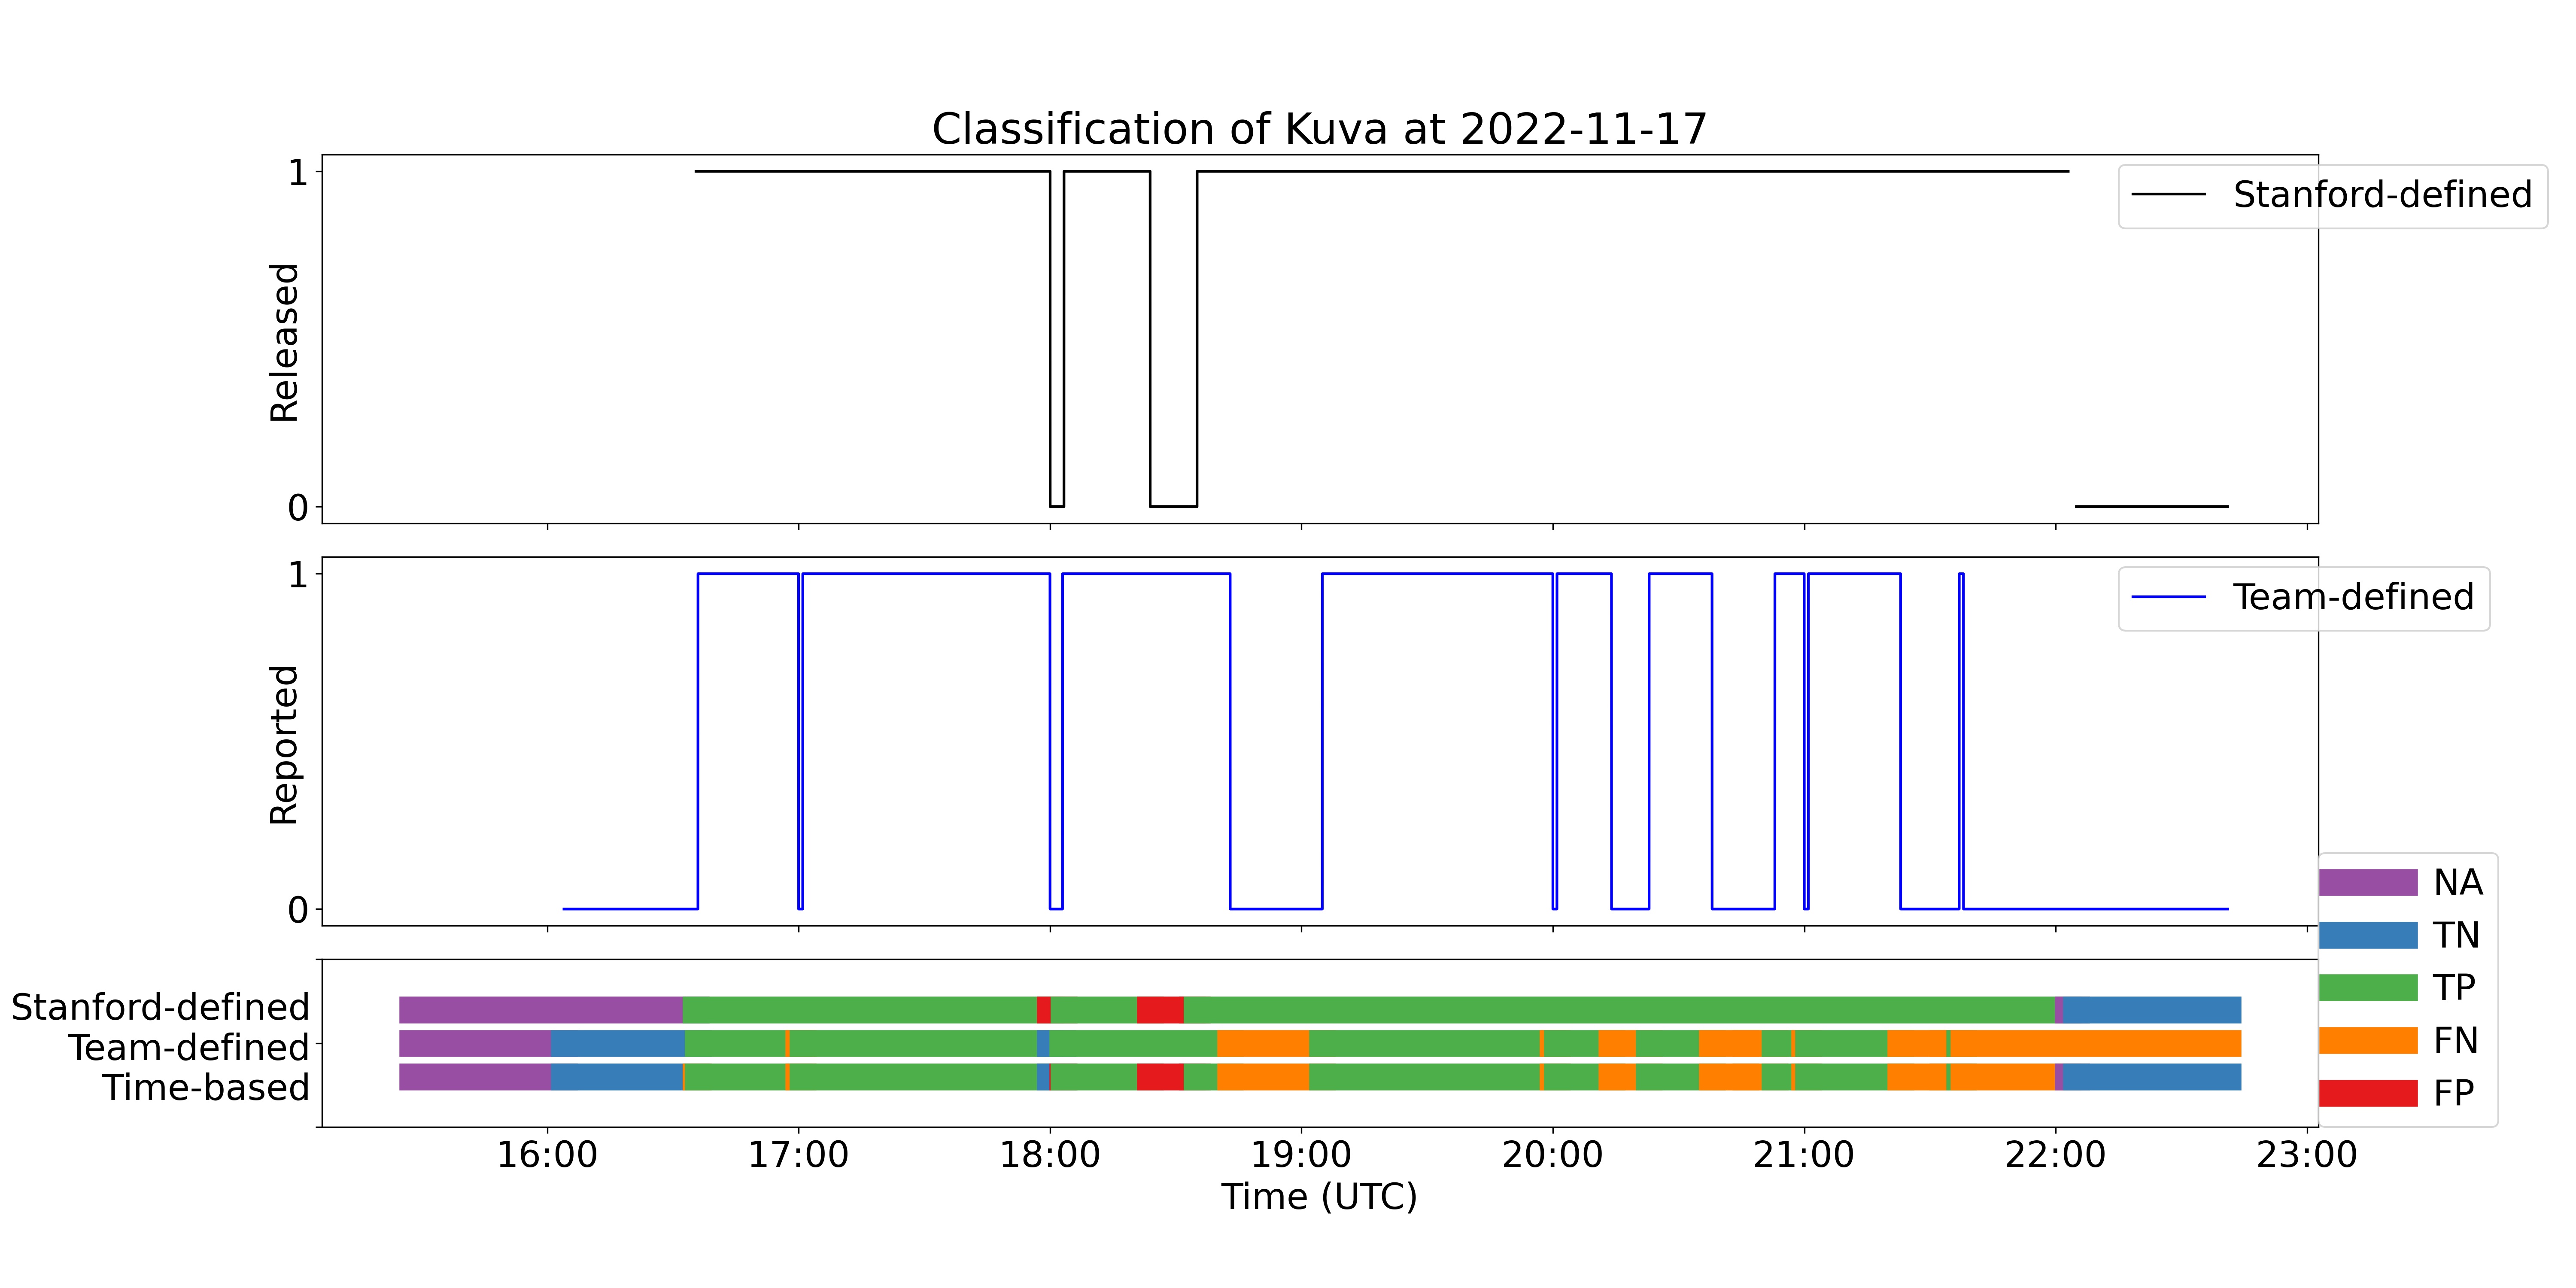 Classification of Kuva at 2022-11-17
1
0
Released
Stanford-defined
1
0
Reported
Team-defined
NA
TN
TP
FN
FP
Stanford-defined
Team-defined
Time-based
16:00 17:00 18:00 19:00 20:00 21:00 22:00 23:00
Time (UTC)